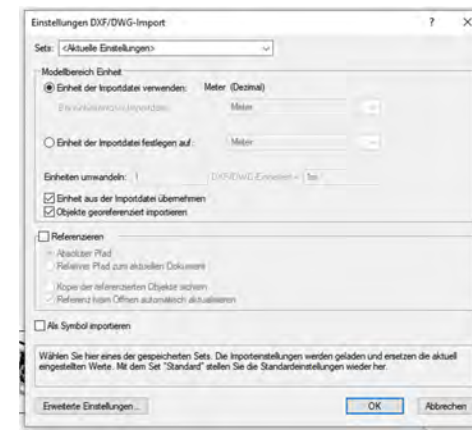 Einstellungen DXF/DWG-Import ? X
Sets: <Aktuelle Einstellungen>
Modellbereich Einheit
Einheit der Importdatei verwenden: Meter (Dezimal)
Meter
Einheit der Importdatei festlegen auf: Meter
Einheiten umwandeln: 1 DXF/DWG-Einheit(en) = 1m
Einheit aus der Importdatei übernehmen
Objekte georeferenziert importieren
Referenzieren
Absoluter Pfad
Relativer Pfad zum aktuellen Dokument
Kopie der referenzierten Objekte sichern
Referenz beim Öffnen automatisch aktualisieren
Als Symbol importieren
Wählen Sie hier eines der gespeicherten Sets. Die Importeinstellungen werden geladen und ersetzen die aktuell
eingestellten Werte. Mit dem Set "Standard" stellen Sie die Standardeinstellungen wieder her.
Erweiterte Einstellungen... OK Abbrechen